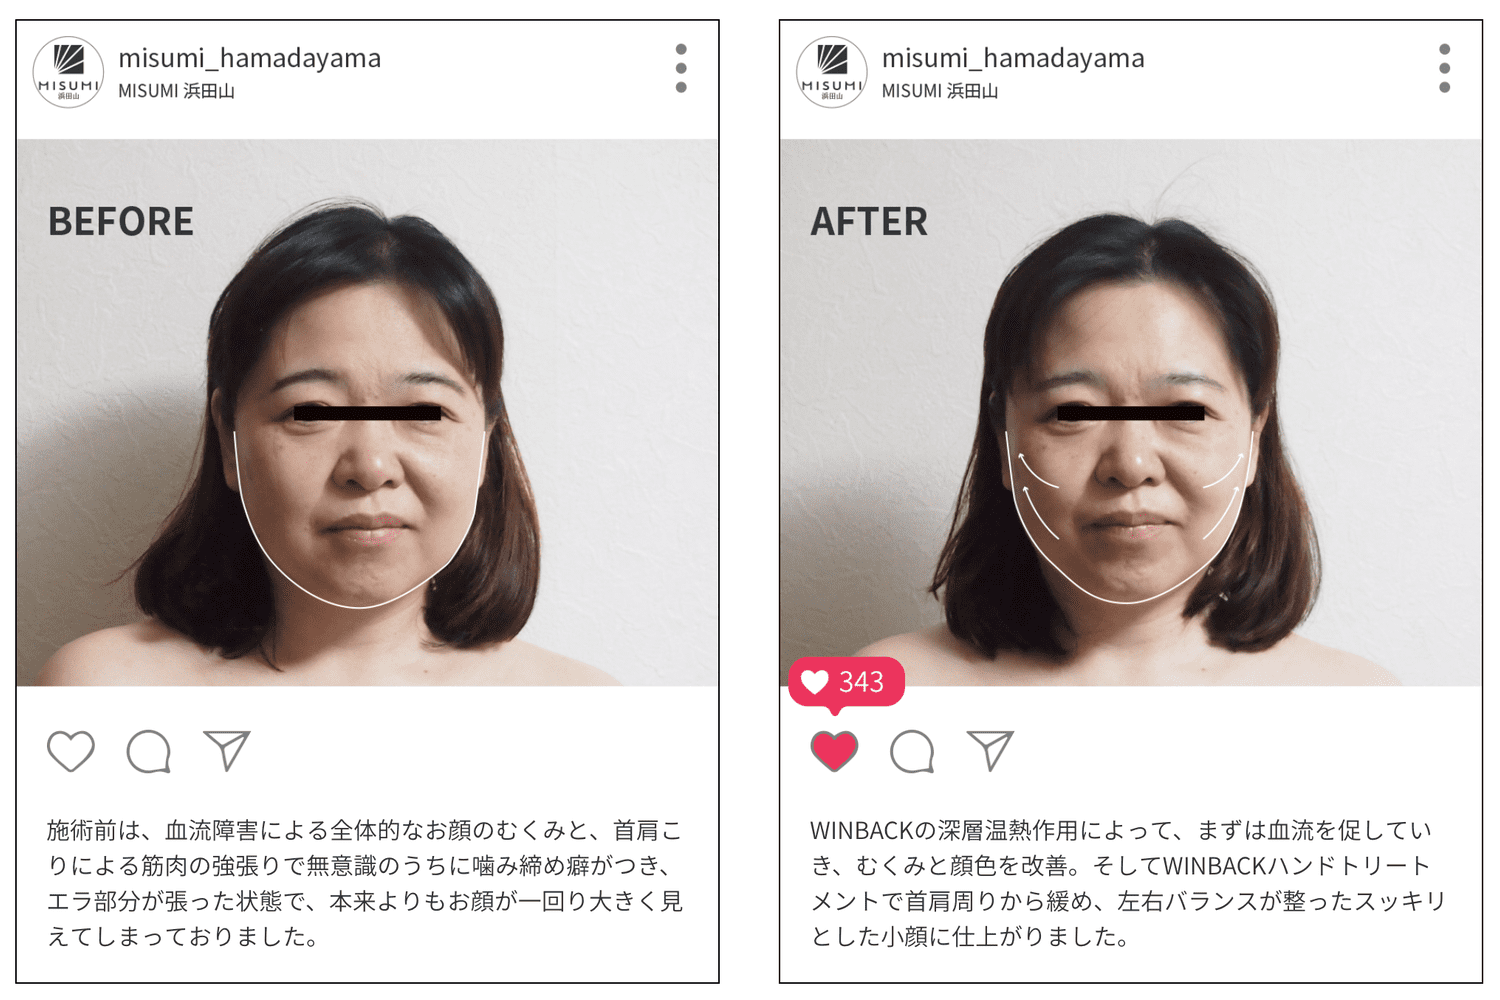 MISUMI
浜田山
misumi_hamadayama
MISUMI 浜田山
BEFORE
施術前は、血流障害による全体的なお顔のむくみと、首肩こ
りによる筋肉の強張りで無意識のうちに噛み締め癖がつき、
エラ部分が張った状態で、本来よりもお顔が一回り大きく見
えてしまっておりました。
MISUMI
浜田山
misumi_hamadayama
MISUMI 浜田山
AFTER
343
WINBACKの深層温熱作用によって、まずは血流を促してい
き、むくみと顔色を改善。そしてWINBACKハンドトリート
メントで首肩周りから緩め、左右バランスが整ったスッキリ
とした小顔に仕上がりました。